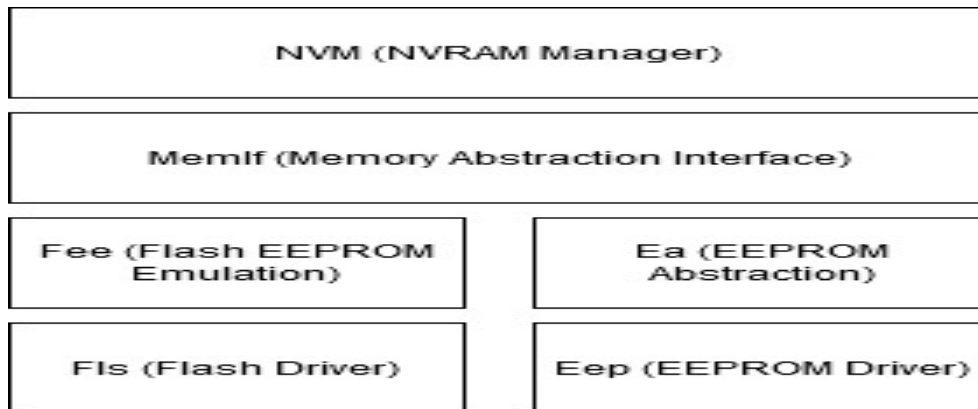 NVM (NVRAM Manager)
MemIf (Memory Abstraction Interface)
Fee (Flash EEPROM
Emulation)
Ea (EEPROM
Abstraction)
Fls (Flash Driver)
Eep (EEPROM Driver)